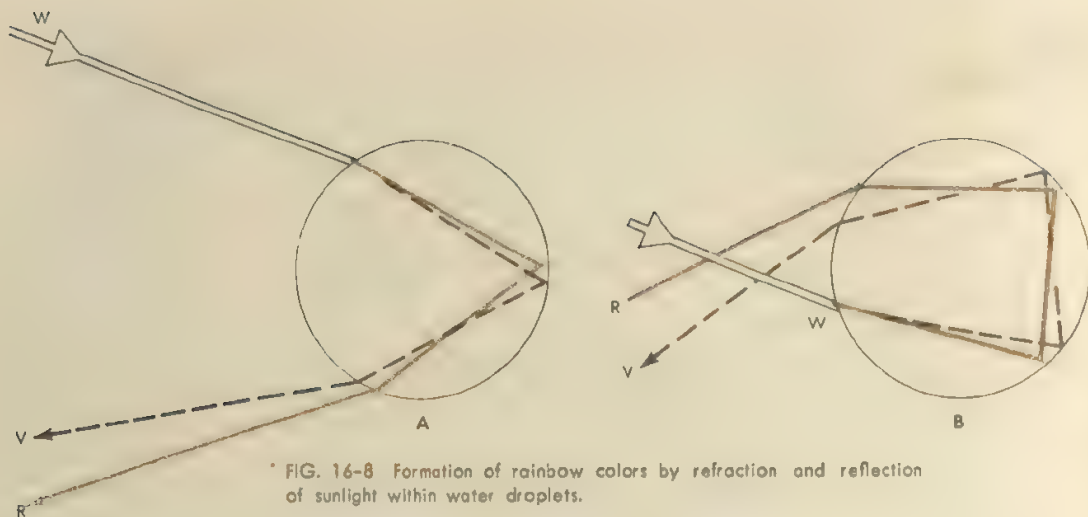 W
R
W
V
A
B
V
R
FIG. 16-8 Formation of rainbow colors by refraction and reflection
of sunlight within water droplets.